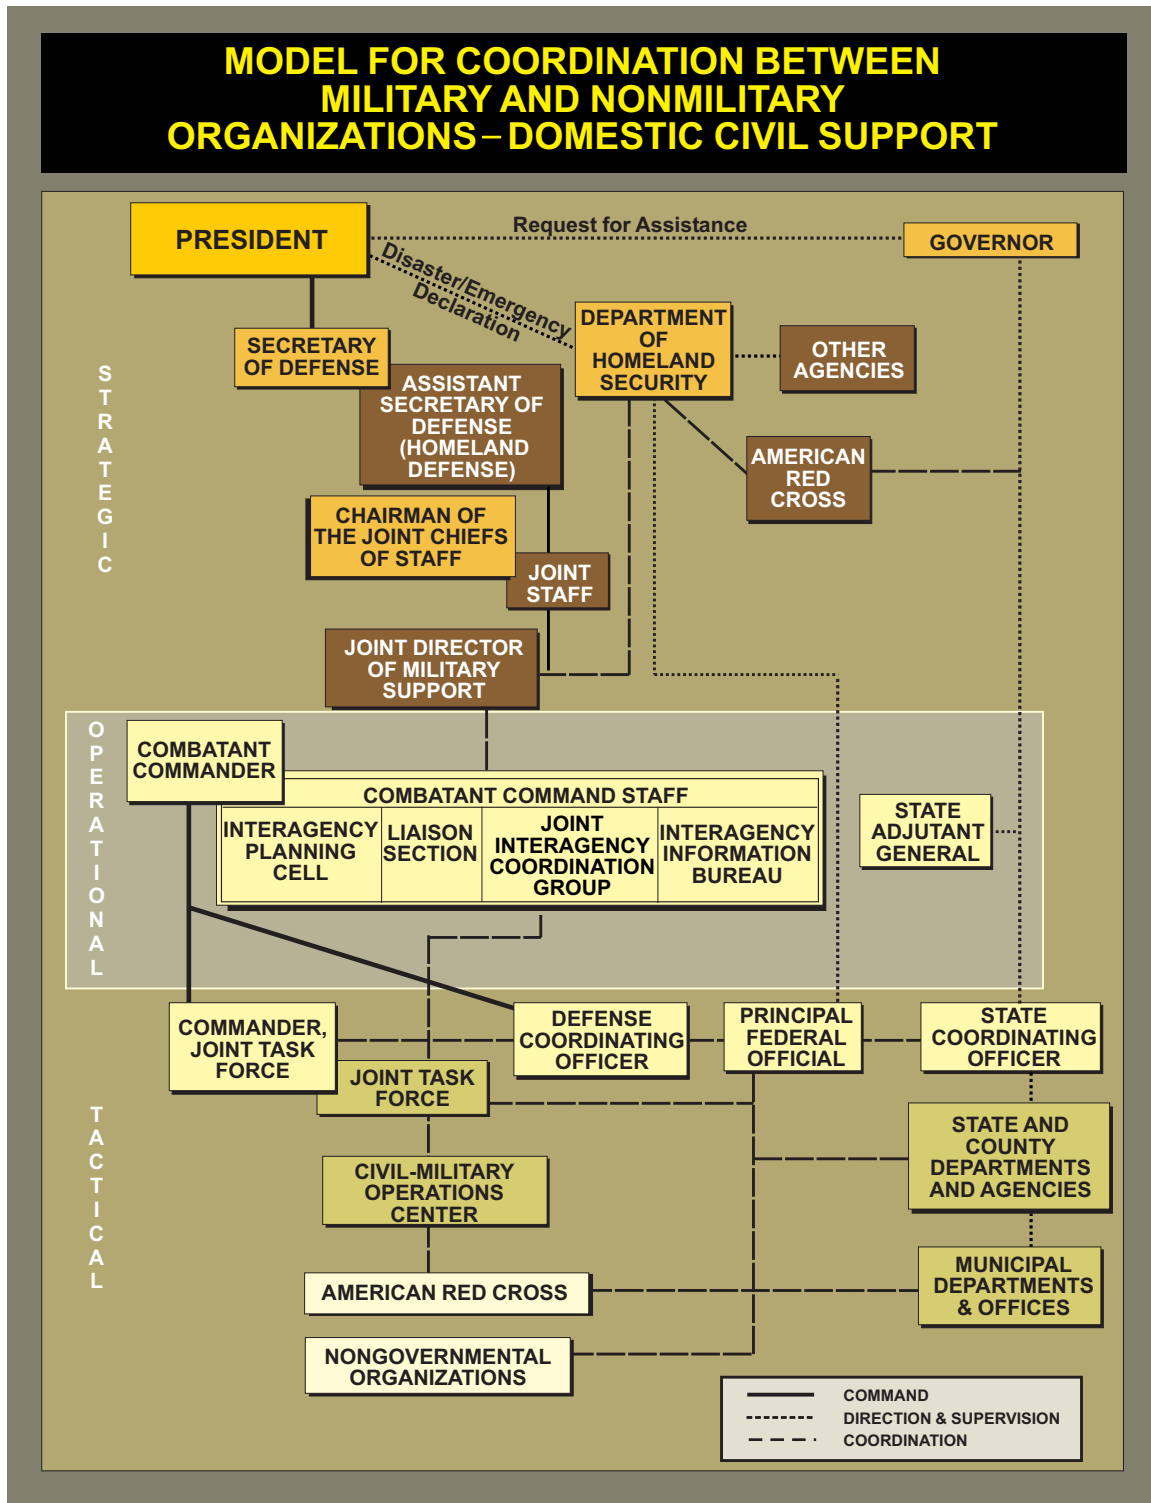 MODEL FOR COORDINATION BETWEEN
MILITARY AND NONMILITARY
ORGANIZATIONS – DOMESTIC CIVIL SUPPORT
PRESIDENT
Request for Assistance
GOVERNOR
Disaster/Emergency
Declaration
SECRETARY
OF DEFENSE
DEPARTMENT
OF
HOMELAND
SECURITY
OTHER
AGENCIES
ASSISTANT
SECRETARY OF
DEFENSE
(HOMELAND
DEFENSE)
AMERICAN
RED
CROSS
STRATEGIC
CHAIRMAN OF
THE JOINT CHIEFS
OF STAFF
JOINT
STAFF
JOINT DIRECTOR
OF MILITARY
SUPPORT
OPERATIONAL
COMBATANT
COMMANDER
COMBATANT COMMAND STAFF
INTERAGENCY
PLANNING
CELL
LIAISON
SECTION
JOINT
INTERAGENCY
COORDINATION
GROUP
INTERAGENCY
INFORMATION
BUREAU
STATE
ADJUTANT
GENERAL
COMMANDER,
JOINT TASK
FORCE
DEFENSE
COORDINATING
OFFICER
PRINCIPAL
FEDERAL
OFFICIAL
STATE
COORDINATING
OFFICER
JOINT TASK
FORCE
TACTICAL
STATE AND
COUNTY
DEPARTMENTS
AND AGENCIES
CIVIL-MILITARY
OPERATIONS
CENTER
MUNICIPAL
DEPARTMENTS
& OFFICES
AMERICAN RED CROSS
NONGOVERNMENTAL
ORGANIZATIONS
COMMAND
DIRECTION & SUPERVISION
COORDINATION